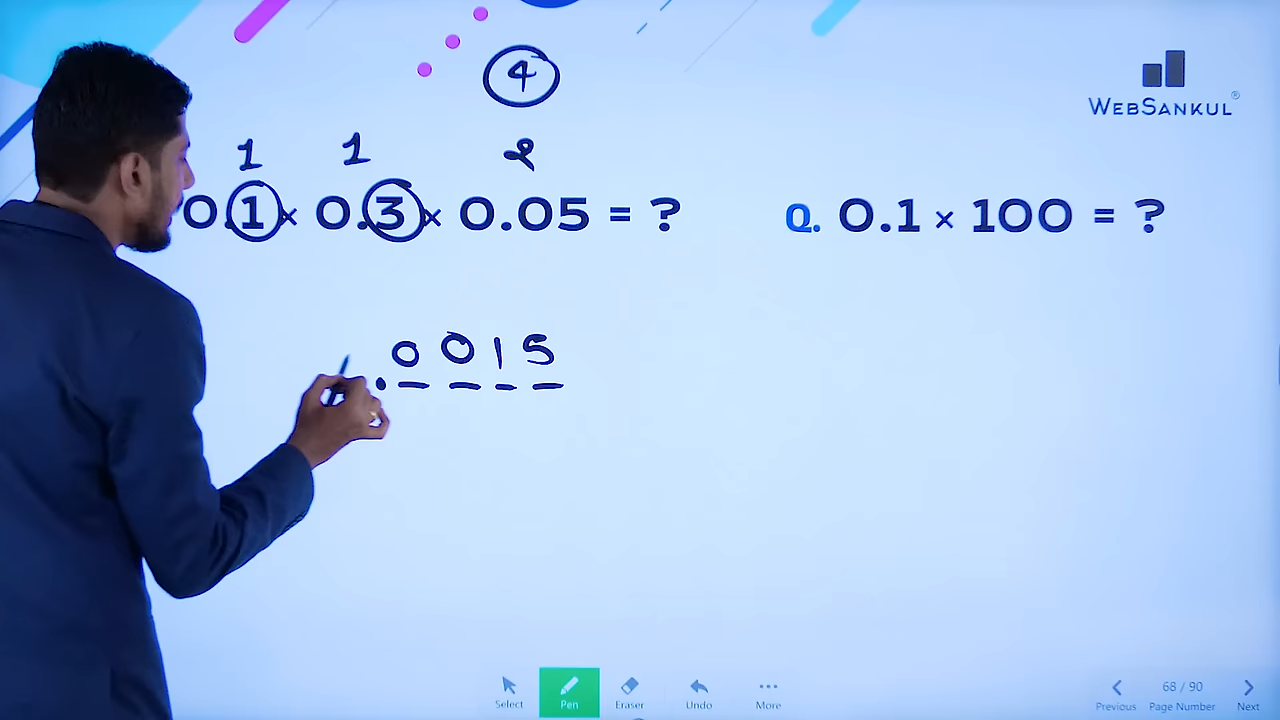 4
WEBSANKUL®
1 1 2
0.1 × 0.3 × 0.05 = ?
Q. 0.1 × 100 = ?
.0015
Select Pen Eraser Undo More
68 / 90
Previous Page Number Next